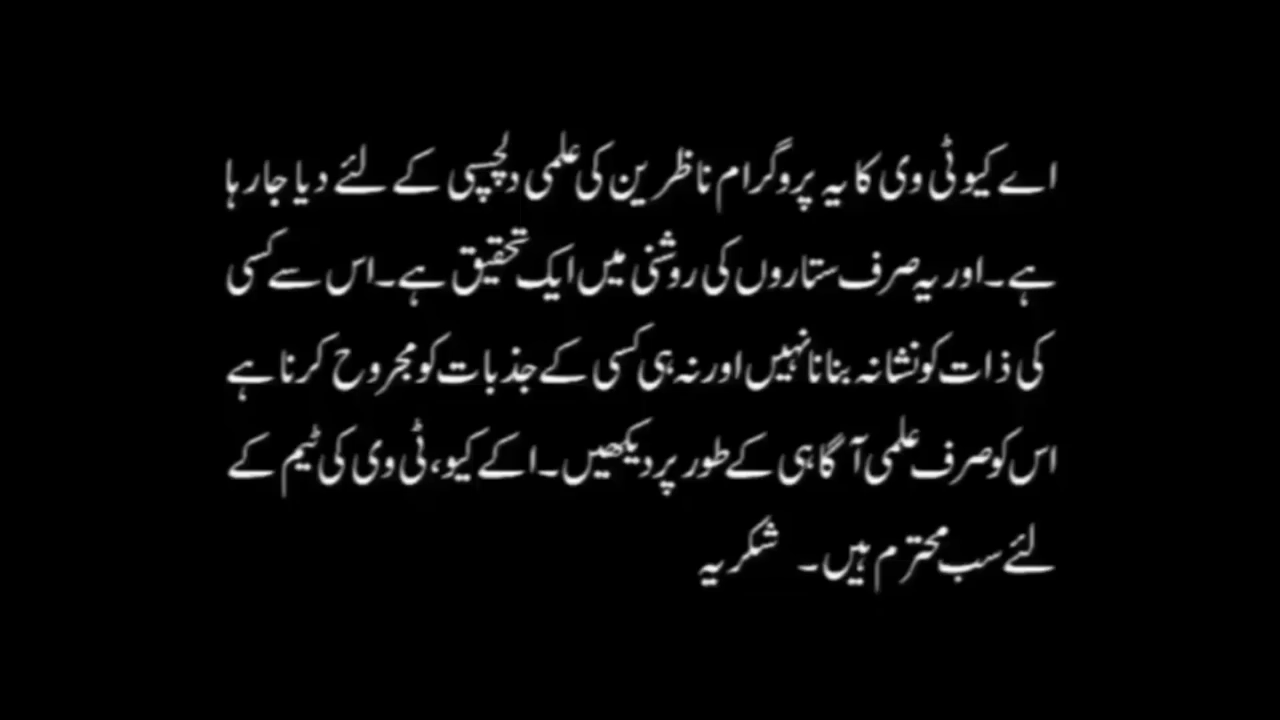 اے کیو ٹی وی کا یہ پروگرام ناظرین کی علمی دلچسپی کے لئے دیا جارہا
ہے۔ اور یہ صرف ستاروں کی روشنی میں ایک تحقیق ہے۔ اس سے کسی
کی ذات کو نشانہ بنانا نہیں اور نہ ہی کسی کے جذبات کو مجروح کرنا ہے
اس کو صرف علمی آگاہی کے طور پر دیکھیں۔ اکے کیو، ٹی وی کی ٹیم کے
لئے سب محترم ہیں۔ شکریہ